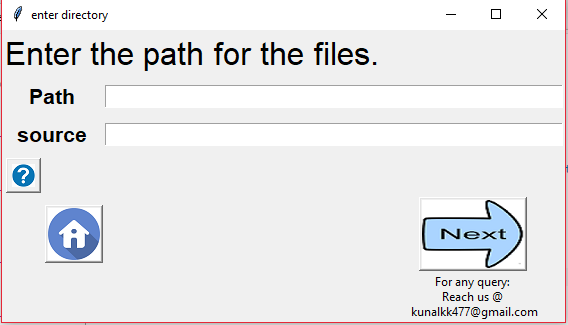 enter directory
Enter the path for the files.
Path
source
?
Next
For any query:
Reach us @
kunalkk477@gmail.com